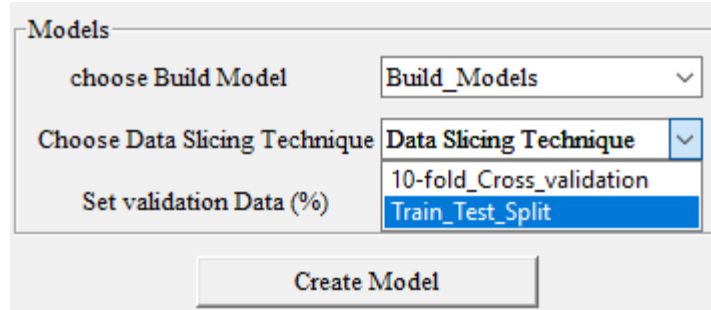 Models
choose Build Model Build_Models
Choose Data Slicing Technique Data Slicing Technique
10-fold_Cross_validation
Set validation Data (%) Train_Test_Split
Create Model